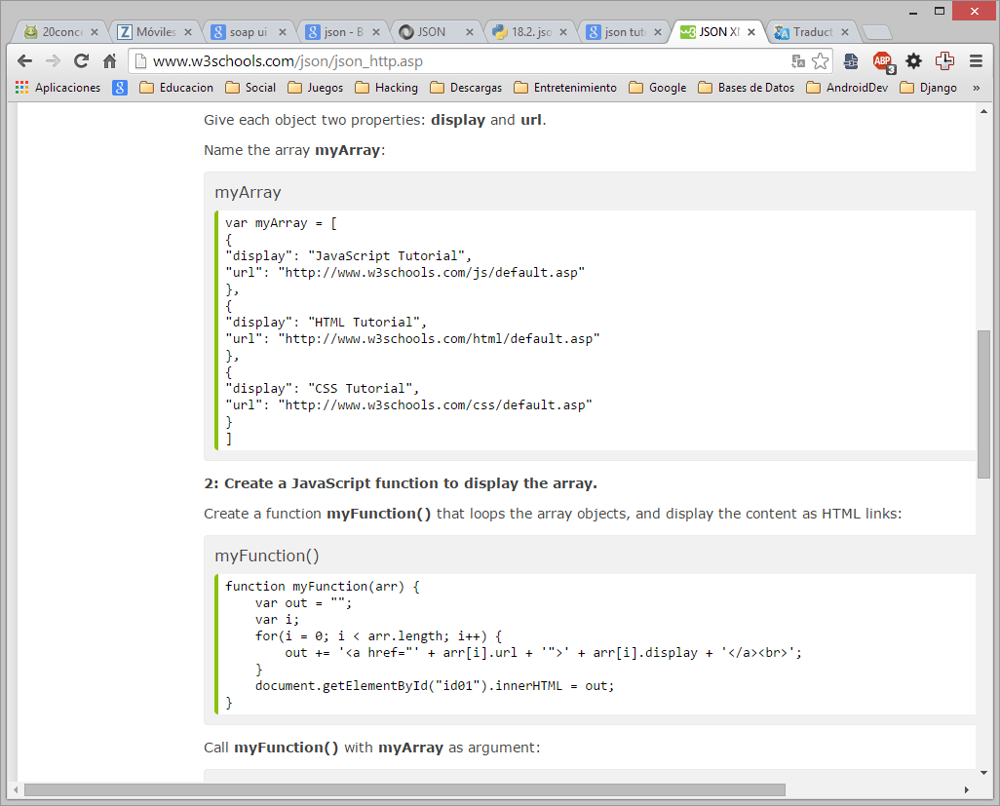 20conc
Móviles
soap ui
json - B
JSON
18.2. jso
json tut
JSON XI
Traduct
www.w3schools.com/json/json_http.asp
ABP
3
Aplicaciones
Educacion
Social
Juegos
Hacking
Descargas
Entretenimiento
Google
Bases de Datos
AndroidDev
Django
»
Give each object two properties: display and url.
Name the array myArray:
myArray
var myArray = [
{
"display": "JavaScript Tutorial",
"url": "http://www.w3schools.com/js/default.asp"
},
{
"display": "HTML Tutorial",
"url": "http://www.w3schools.com/html/default.asp"
},
{
"display": "CSS Tutorial",
"url": "http://www.w3schools.com/css/default.asp"
}
]
2: Create a JavaScript function to display the array.
Create a function myFunction() that loops the array objects, and display the content as HTML links:
myFunction()
function myFunction(arr) {
    var out = "";
    var i;
    for(i = 0; i < arr.length; i++) {
        out += '<a href="' + arr[i].url + '">' + arr[i].display + '</a><br>';
    }
    document.getElementById("id01").innerHTML = out;
}
Call myFunction() with myArray as argument: